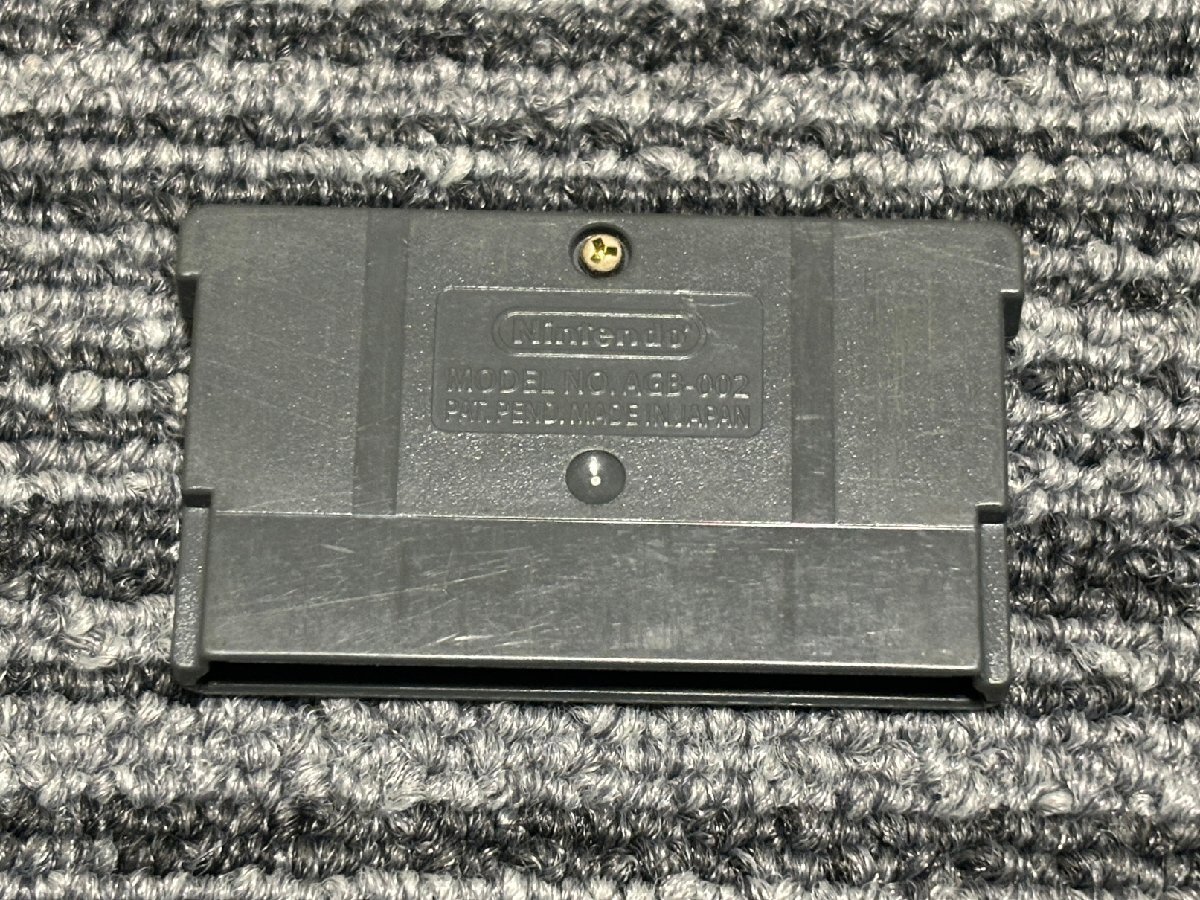 Nintendo
MODEL NO. AGB-002
PAT. PEND. MADE IN JAPAN